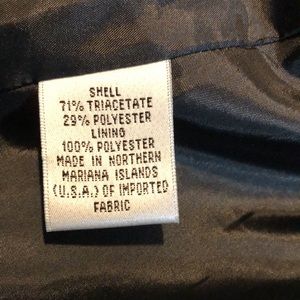 SHELL
71% TRIACETATE
29% POLYESTER
LINING
100% POLYESTER
MADE IN NORTHERN
MARIANA ISLANDS
(U.S.A.) OF IMPORTED
FABRIC